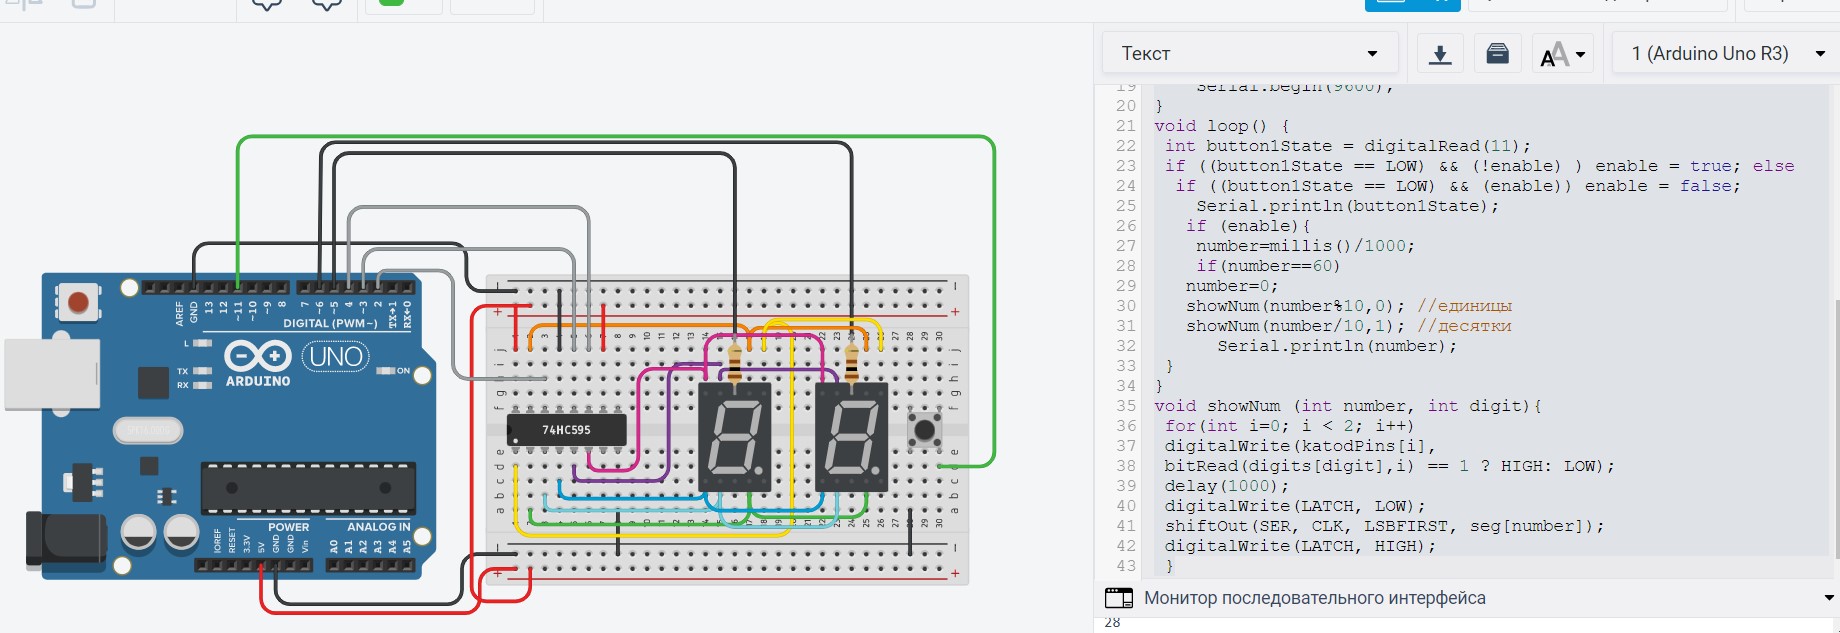 Текст
1 (Arduino Uno R3)
19 Serial.begin(9600);
20 }
21 void loop() {
22 int button1State = digitalRead(11);
23 if ((button1State == LOW) && (!enable) ) enable = true; else
24 if ((button1State == LOW) && (enable)) enable = false;
25 Serial.println(button1State);
26 if (enable){
27 number=millis()/1000;
28 if(number==60)
29 number=0;
30 showNum(number%10,0); //единицы
31 showNum(number/10,1); //десятки
32 Serial.println(number);
33 }
34 }
35 void showNum (int number, int digit){
36 for(int i=0; i < 2; i++)
37 digitalWrite(katodPins[i],
38 bitRead(digits[digit],i) == 1 ? HIGH: LOW);
39 delay(1000);
40 digitalWrite(LATCH, LOW);
41 shiftOut(SER, CLK, LSBFIRST, seg[number]);
42 digitalWrite(LATCH, HIGH);
43 }
Монитор последовательного интерфейса
28
AREF GND 13 12 ~11 ~10 ~9 8 7 ~6 ~5 4 ~3 2 TX→1 RX←0
DIGITAL (PWM~)
L
TX
RX
UNO
ARDUINO
ON
74HC595
POWER
ANALOG IN
IOREF RESET 3.3V 5V GND GND Vin A0 A1 A2 A3 A4 A5